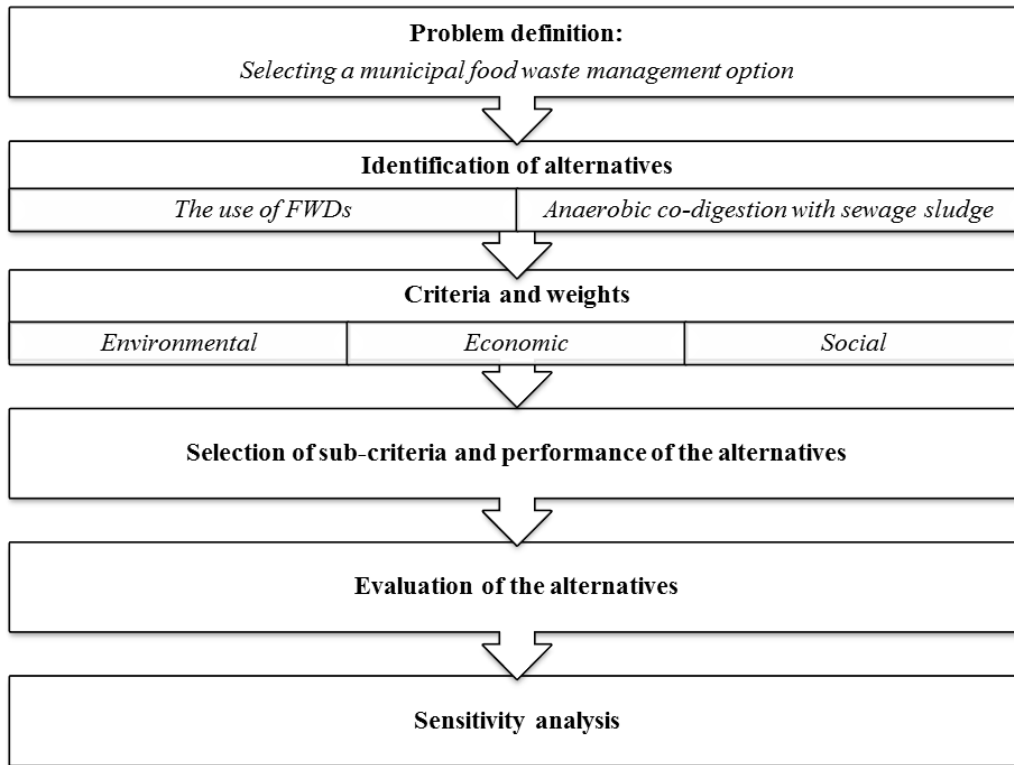 Problem definition:
Selecting a municipal food waste management option
Identification of alternatives
The use of FWDs
Anaerobic co-digestion with sewage sludge
Criteria and weights
Environmental
Economic
Social
Selection of sub-criteria and performance of the alternatives
Evaluation of the alternatives
Sensitivity analysis